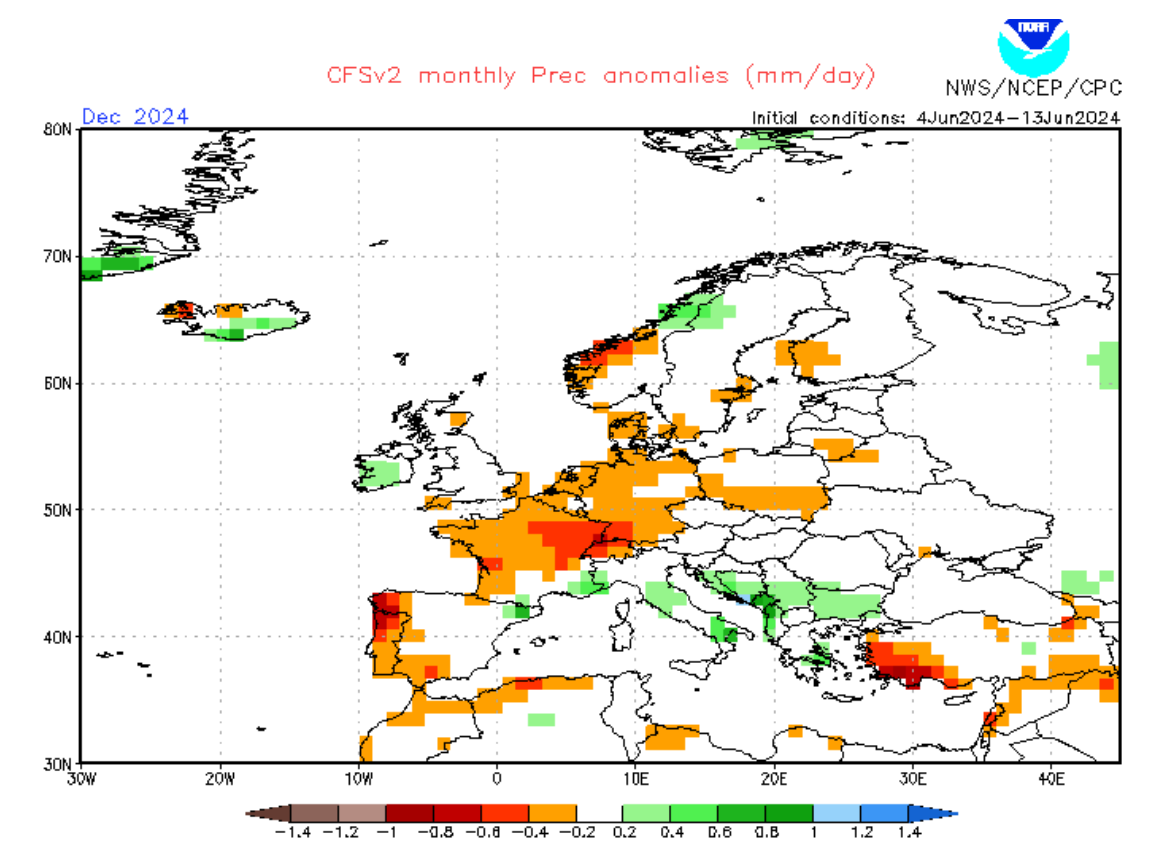 NOAA
CFSv2 monthly Prec anomalies (mm/day)
NWS/NCEP/CPC
Dec 2024
Initial conditions: 4Jun2024-13Jun2024
80N
70N
60N
50N
40N
30N
30W 20W 10W 0 10E 20E 30E 40E
-1.4 -1.2 -1 -0.8 -0.6 -0.4 -0.2 0.2 0.4 0.6 0.8 1 1.2 1.4